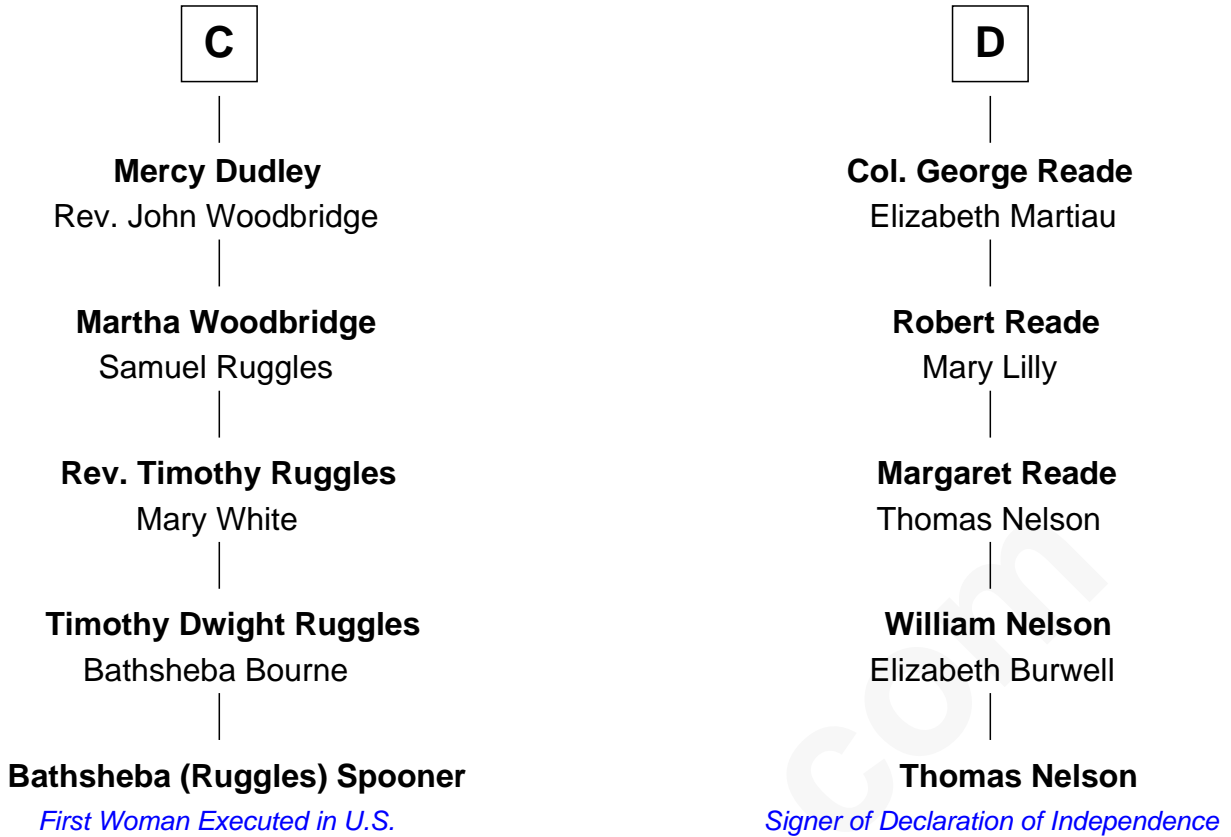 C
Mercy Dudley
Rev. John Woodbridge
Martha Woodbridge
Samuel Ruggles
Rev. Timothy Ruggles
Mary White
Timothy Dwight Ruggles
Bathsheba Bourne
Bathsheba (Ruggles) Spooner
First Woman Executed in U.S.
D
Col. George Reade
Elizabeth Martiau
Robert Reade
Mary Lilly
Margaret Reade
Thomas Nelson
William Nelson
Elizabeth Burwell
Thomas Nelson
Signer of Declaration of Independence
com